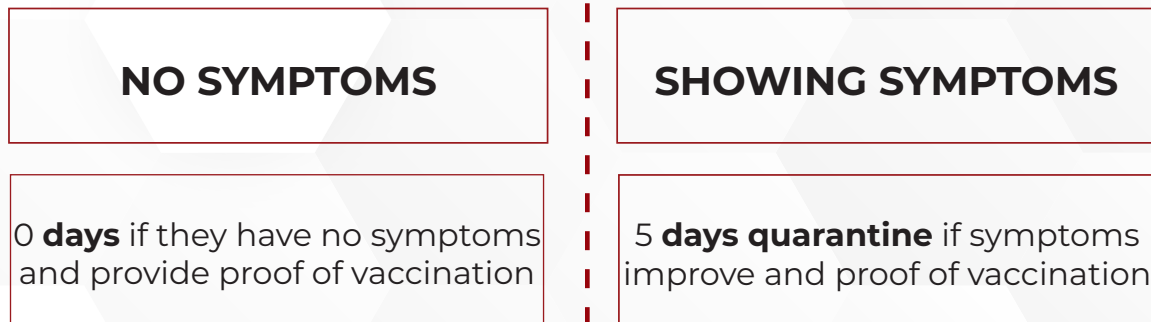 NO SYMPTOMS
0 days if they have no symptoms
and provide proof of vaccination
SHOWING SYMPTOMS
5 days quarantine if symptoms
improve and proof of vaccination